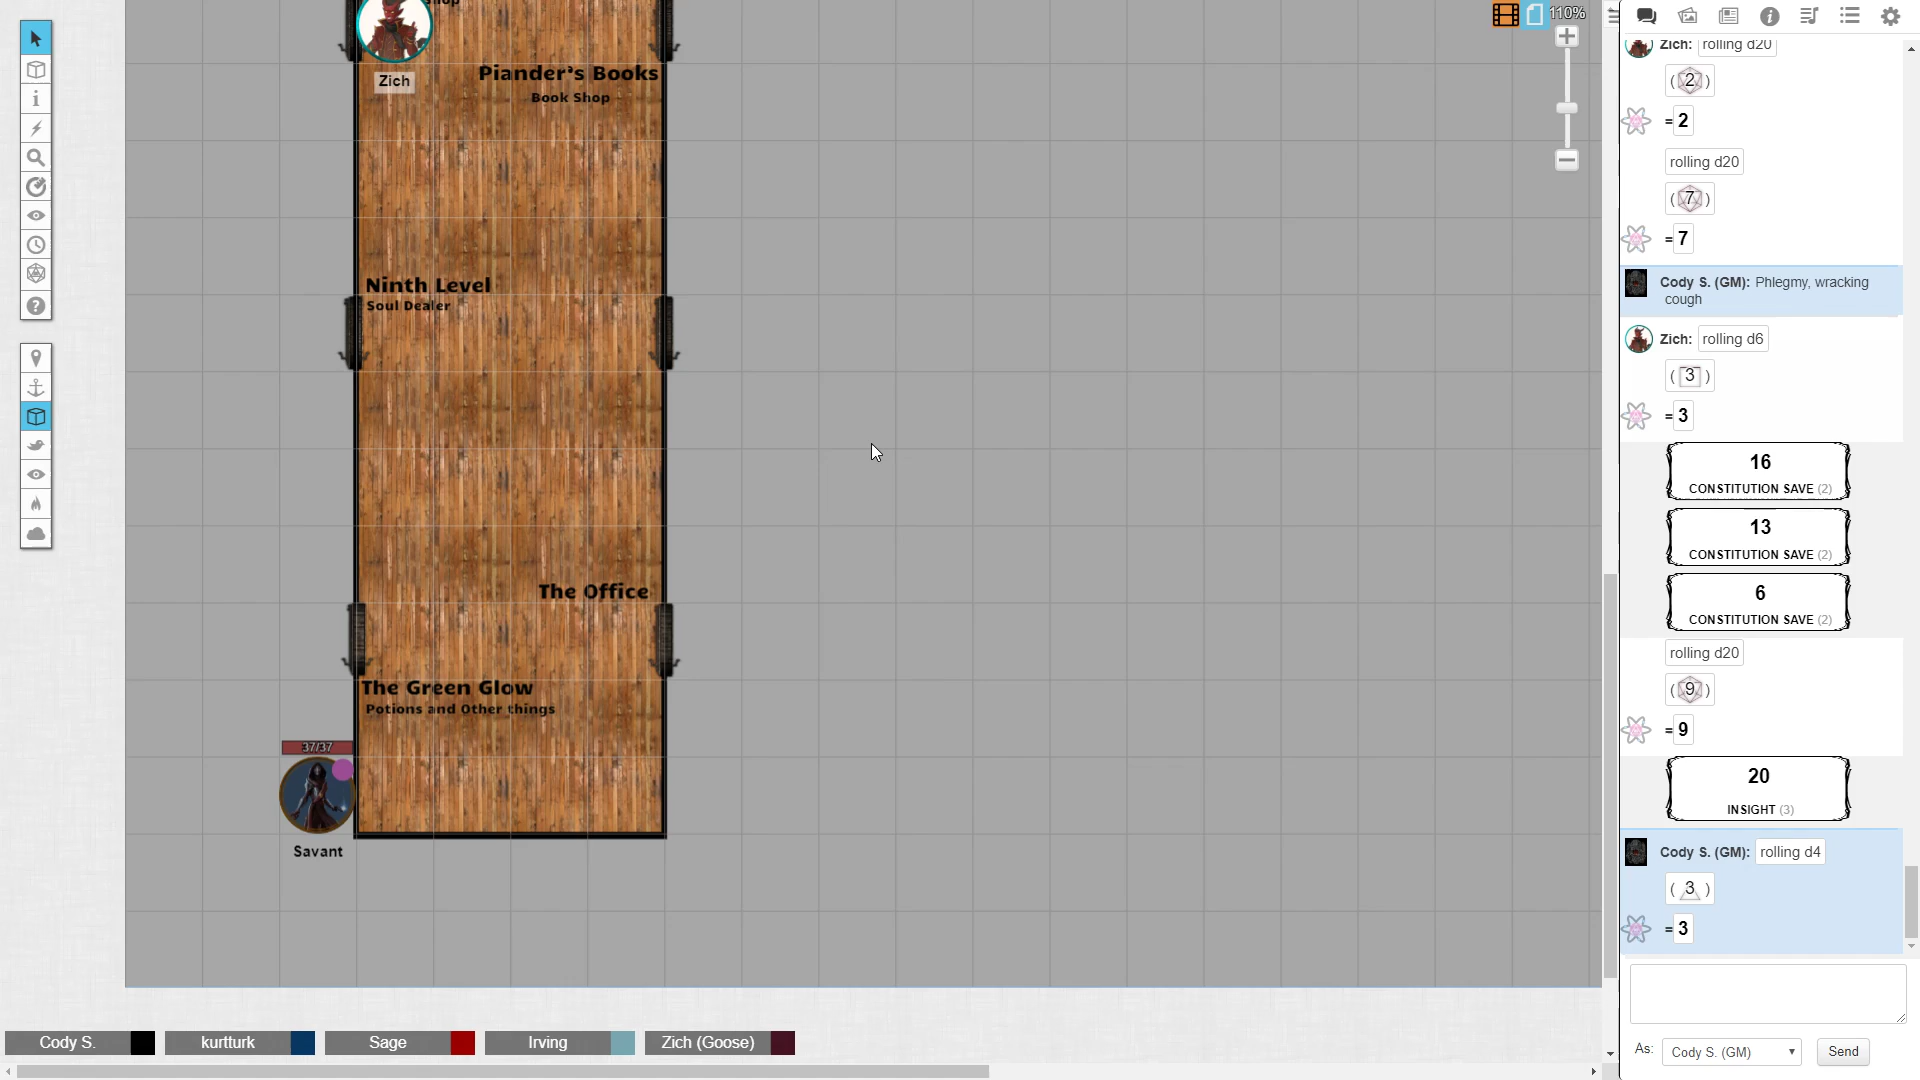 Zich
Piander's Books
Book Shop
Ninth Level
Soul Dealer
The Office
The Green Glow
Potions and Other things
37/37
Savant
110%
Zich: rolling d20
(2)
=2
rolling d20
(7)
=7
Cody S. (GM): Phlegmy, wracking
cough
Zich: rolling d6
(3)
=3
16
CONSTITUTION SAVE (2)
13
CONSTITUTION SAVE (2)
6
CONSTITUTION SAVE (2)
rolling d20
(9)
=9
20
INSIGHT (3)
Cody S. (GM): rolling d4
(3)
=3
As: Cody S. (GM) Send
Cody S. kurtturk Sage Irving Zich (Goose)